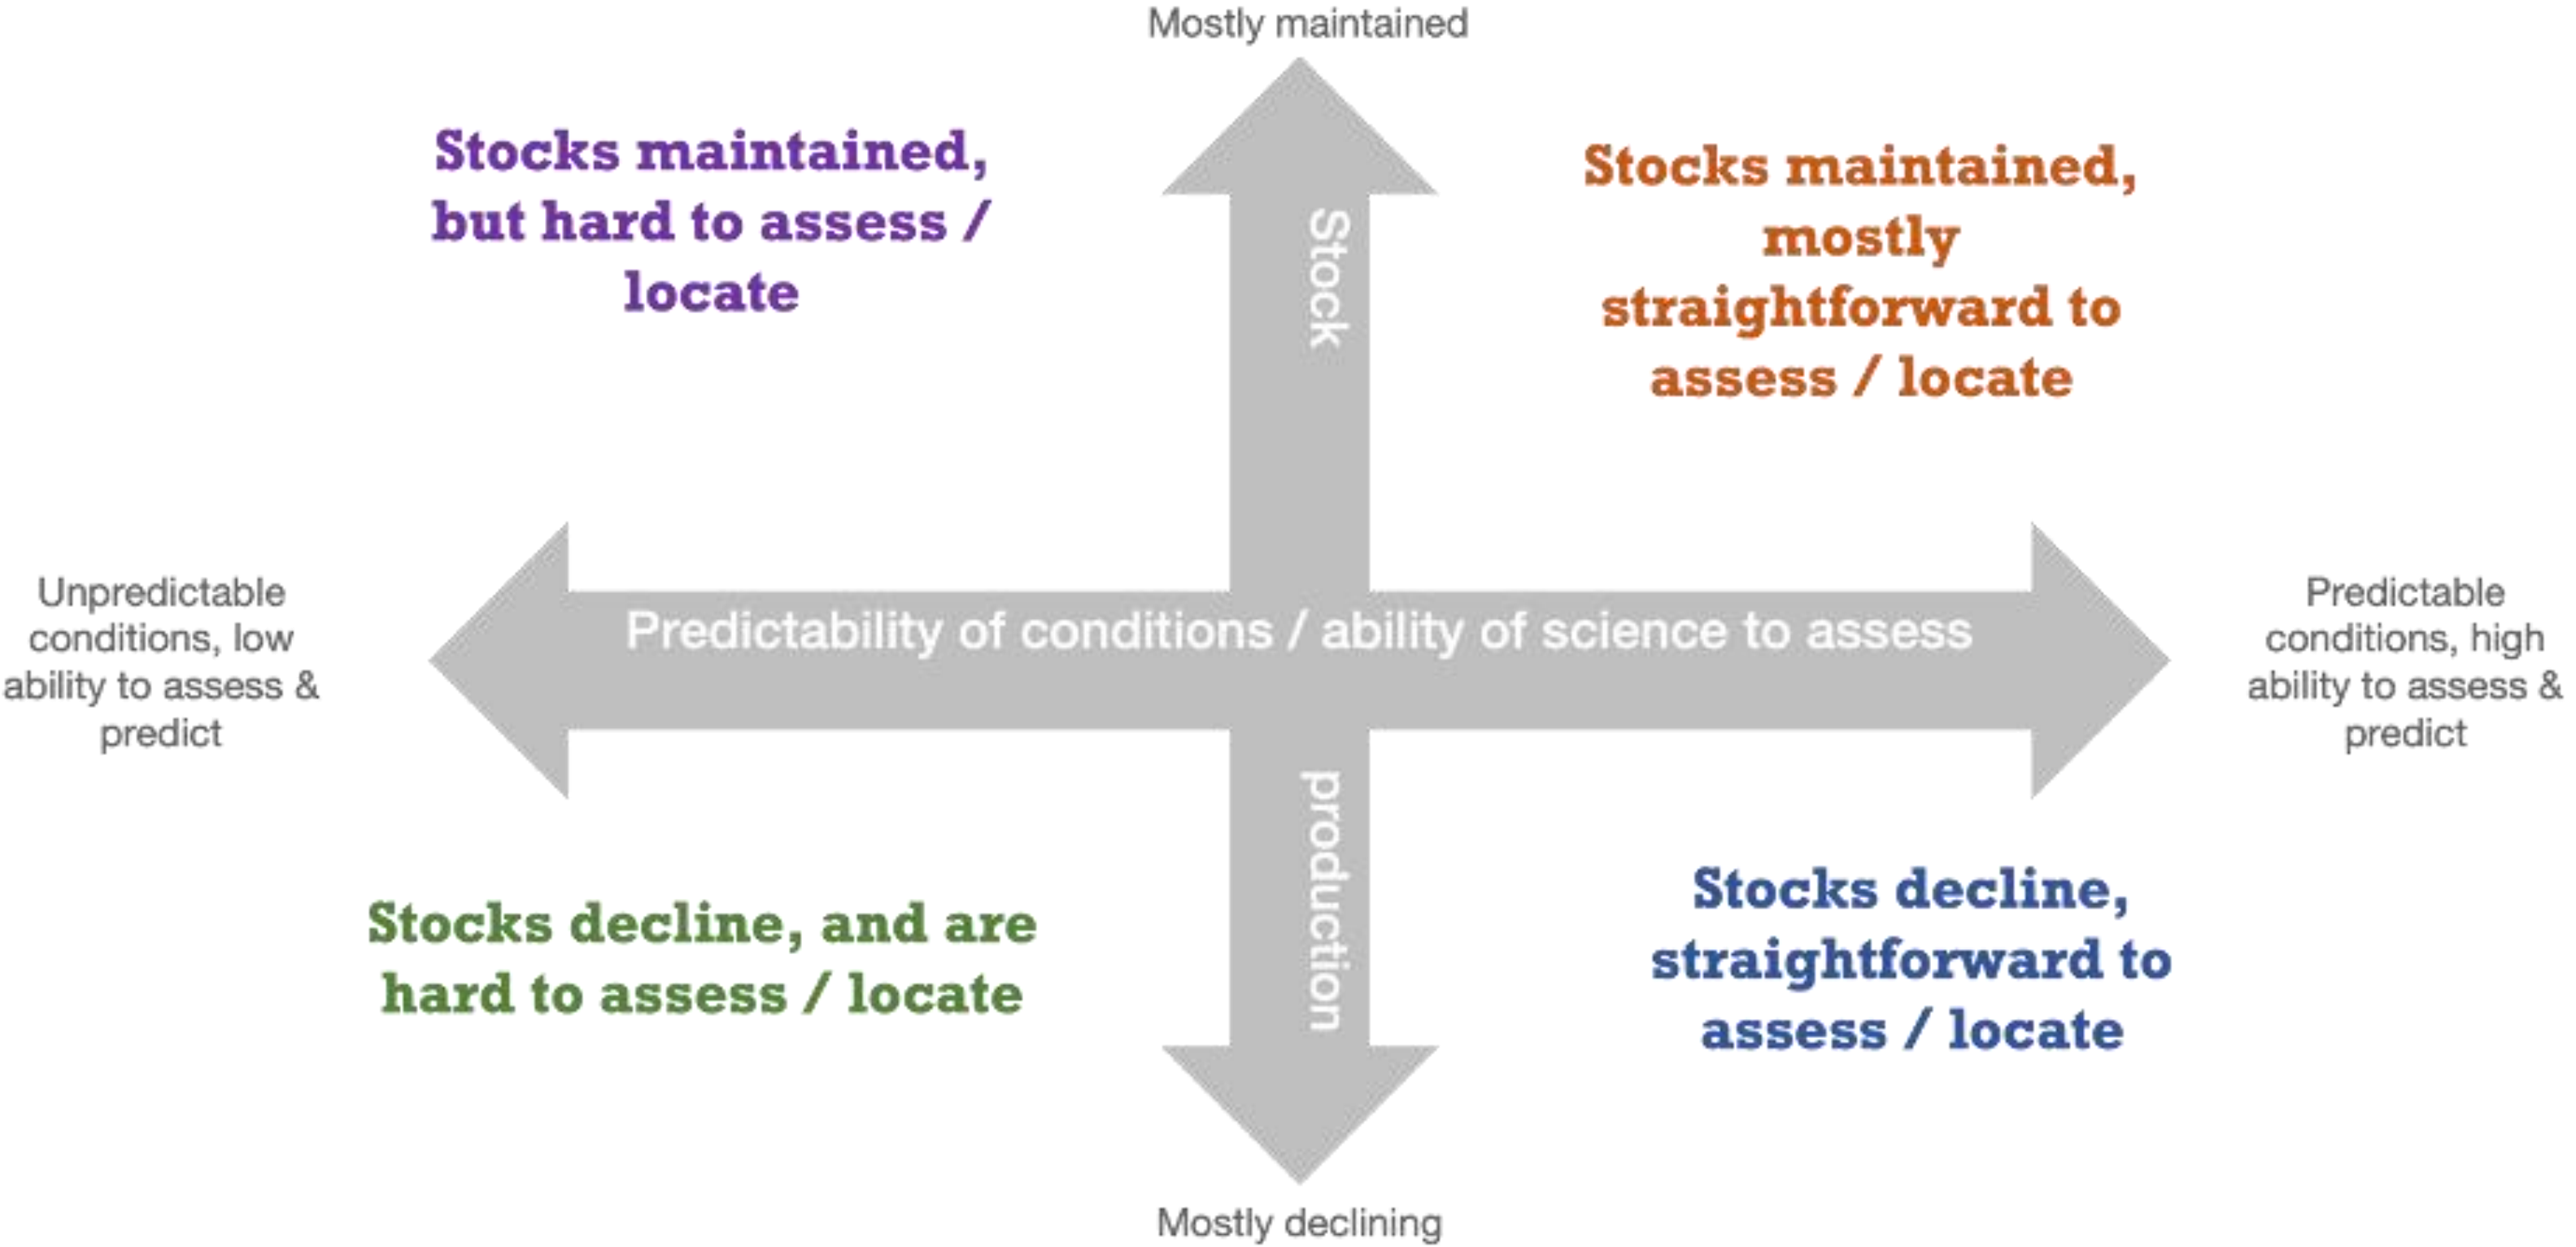 Mostly maintained
Stocks maintained,
but hard to assess /
locate
Stocks maintained,
mostly
straightforward to
assess / locate
Stock
Unpredictable
conditions, low
ability to assess &
predict
Predictability of conditions / ability of science to assess
Predictable
conditions, high
ability to assess &
predict
production
Stocks decline, and are
hard to assess / locate
Stocks decline,
straightforward to
assess / locate
Mostly declining